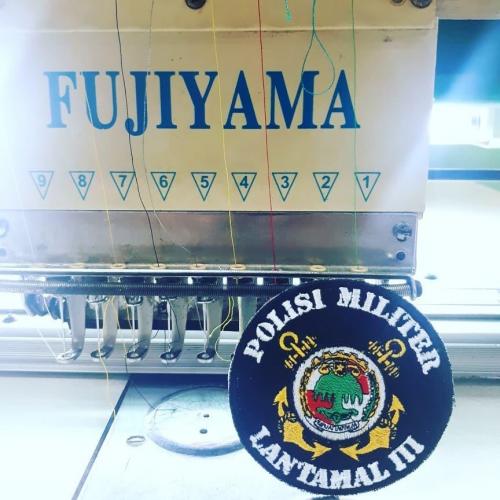 FUJIYAMA
9 8 7 6 5 4 3 2 1
POLISI MILITER
LANTAMAL III